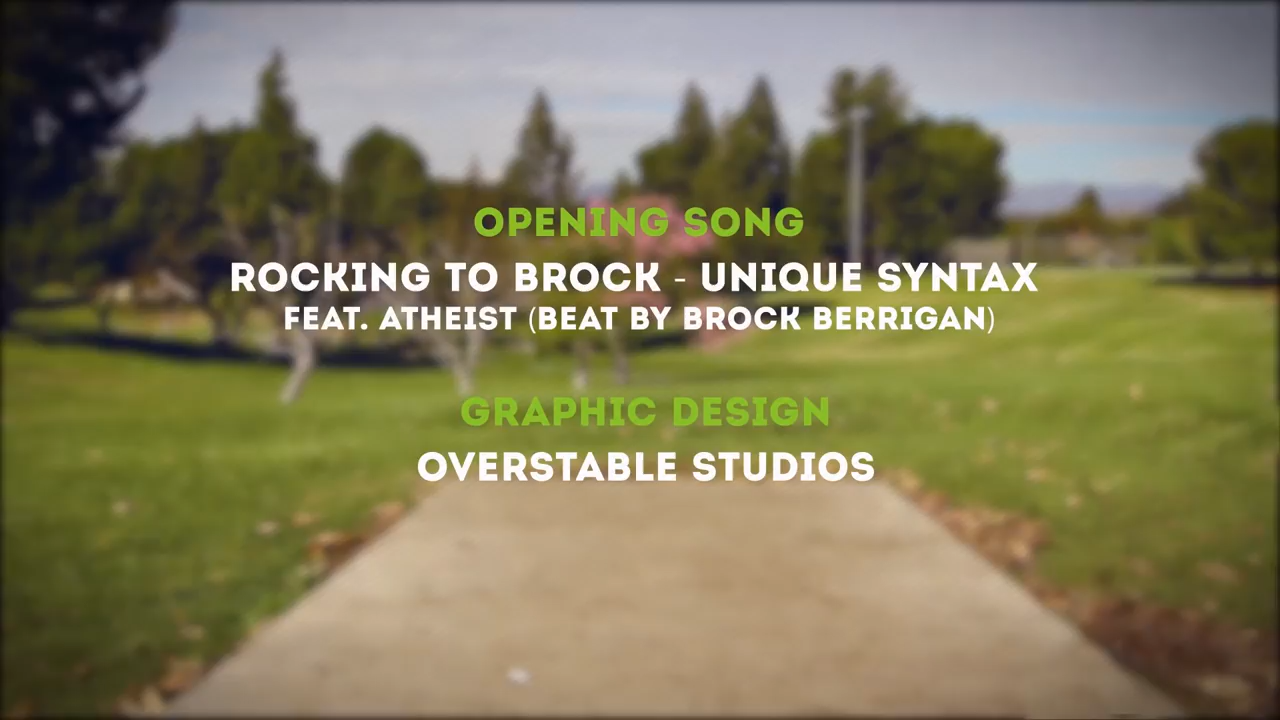 OPENING SONG
ROCKING TO BROCK - UNIQUE SYNTAX
FEAT. ATHEIST (BEAT BY BROCK BERRIGAN)
GRAPHIC DESIGN
OVERSTABLE STUDIOS